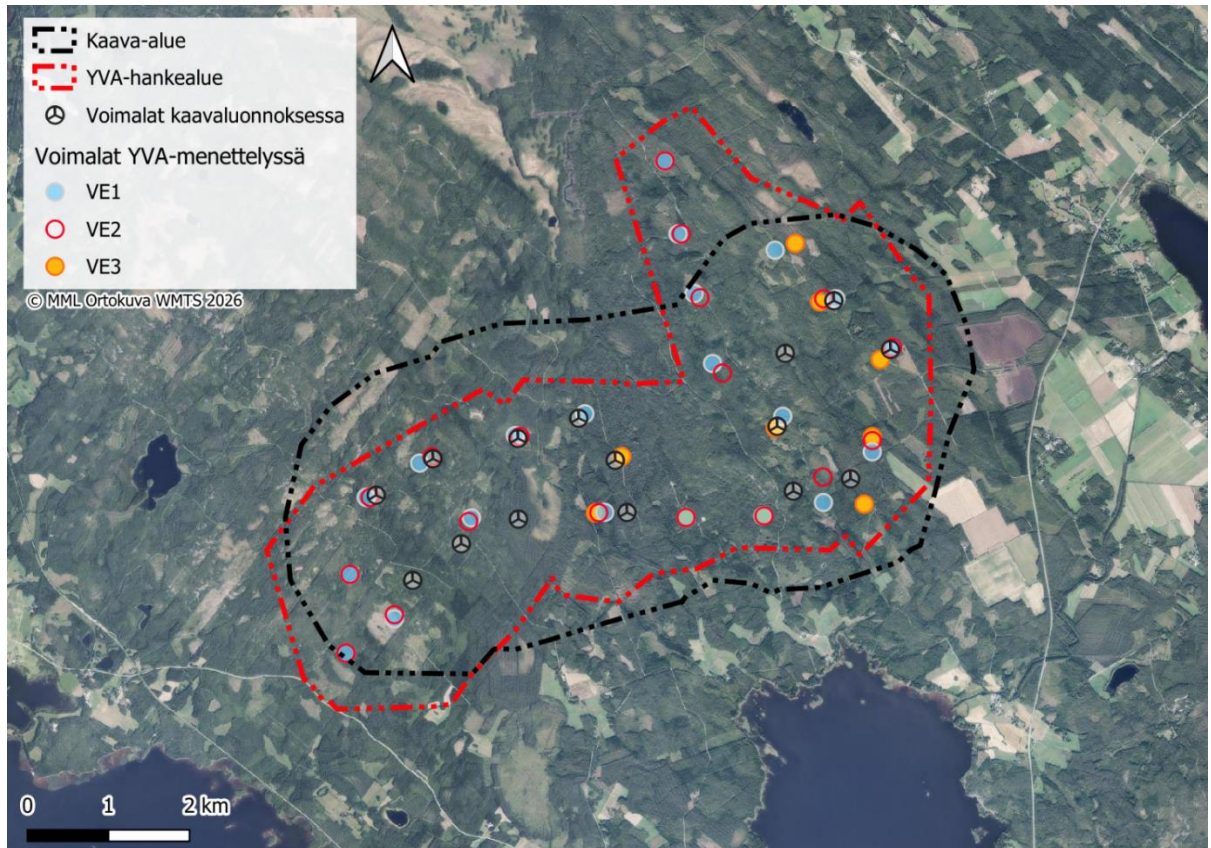 Kaava-alue
YVA-hankealue
Voimalat kaavaluonnoksessa
Voimalat YVA-menettelyssä
VE1
VE2
VE3
© MML Ortokuva WMTS 2026
0 1 2 km